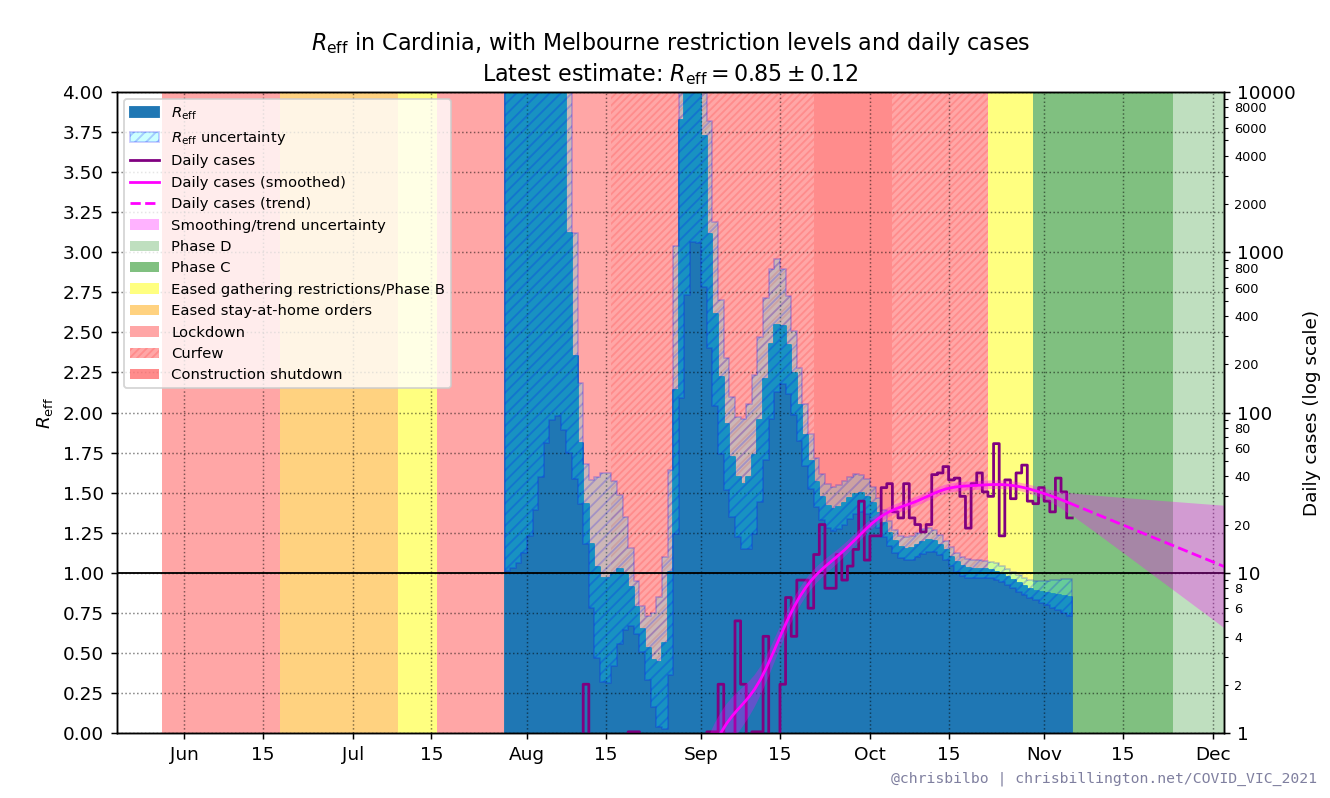 R_eff in Cardinia, with Melbourne restriction levels and daily cases
Latest estimate: R_eff = 0.85 ± 0.12
R_eff
R_eff uncertainty
Daily cases
Daily cases (smoothed)
Daily cases (trend)
Smoothing/trend uncertainty
Phase D
Phase C
Eased gathering restrictions/Phase B
Eased stay-at-home orders
Lockdown
Curfew
Construction shutdown
R_eff
4.00
3.75
3.50
3.25
3.00
2.75
2.50
2.25
2.00
1.75
1.50
1.25
1.00
0.75
0.50
0.25
0.00
10000
8000
6000
4000
2000
1000
800
600
400
200
100
80
60
40
20
10
8
6
4
2
1
Daily cases (log scale)
Jun 15 Jul 15 Aug 15 Sep 15 Oct 15 Nov 15 Dec
@chrisbilbo | chrisbillington.net/COVID_VIC_2021